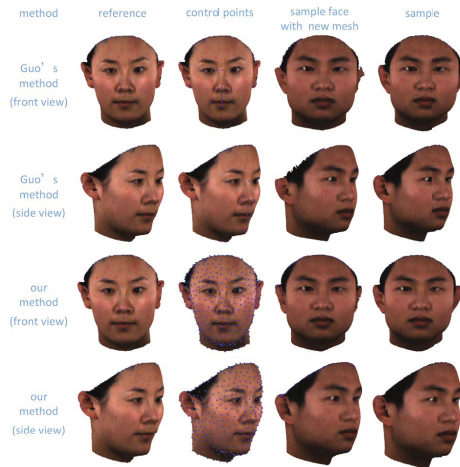 method reference control points sample face with new mesh sample
Guo's
method
(front view)
Guo's
method
(side view)
our
method
(front view)
our
method
(side view)